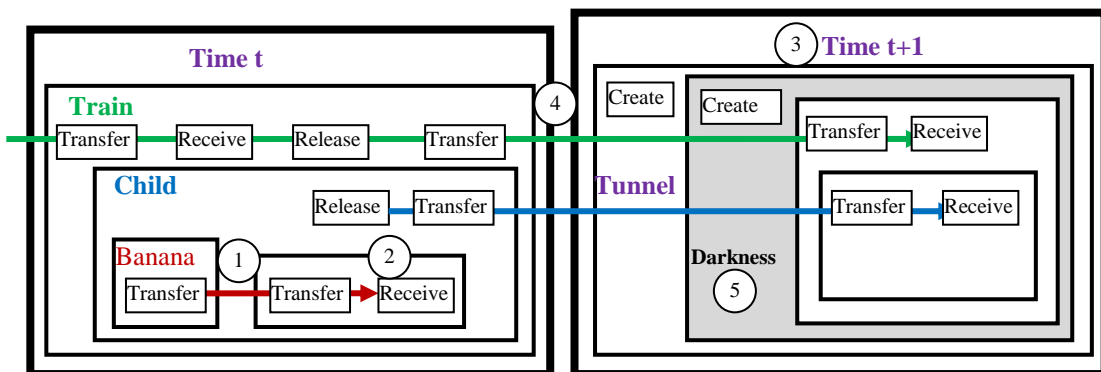 Time t
3 Time t+1
Train
4
Create
Create
Transfer
Receive
Release
Transfer
Transfer
Receive
Child
Tunnel
Release
Transfer
Transfer
Receive
Banana
1
2
Darkness
Transfer
Transfer
Receive
5